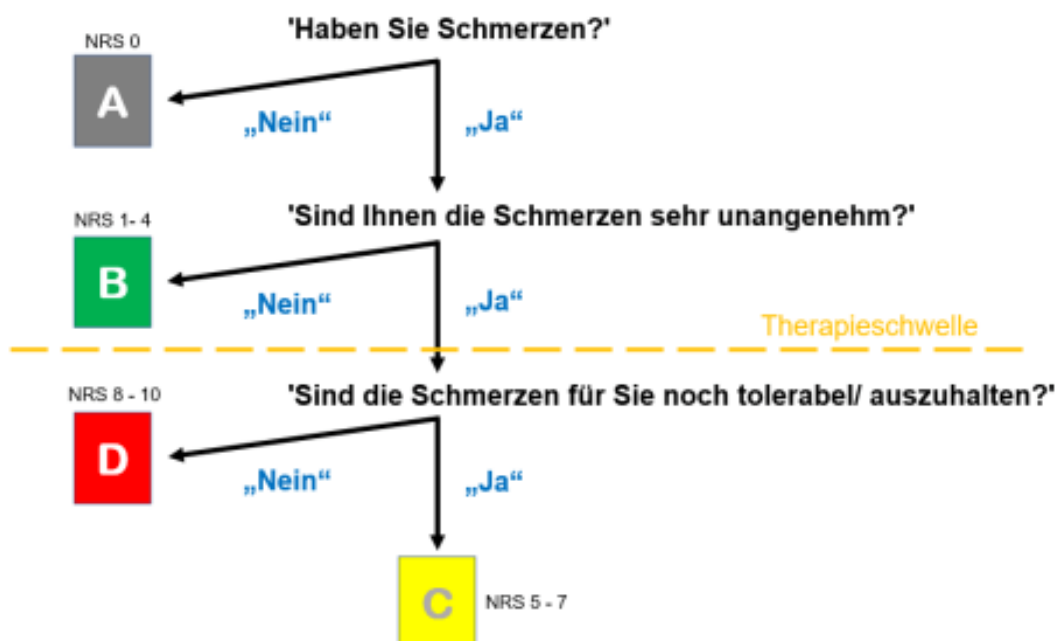 'Haben Sie Schmerzen?'
NRS 0
A
„Nein“ „Ja“
'Sind Ihnen die Schmerzen sehr unangenehm?'
NRS 1- 4
B
„Nein“ „Ja“
Therapieschwelle
'Sind die Schmerzen für Sie noch tolerabel/ auszuhalten?'
NRS 8 - 10
D
„Nein“ „Ja“
C NRS 5 - 7